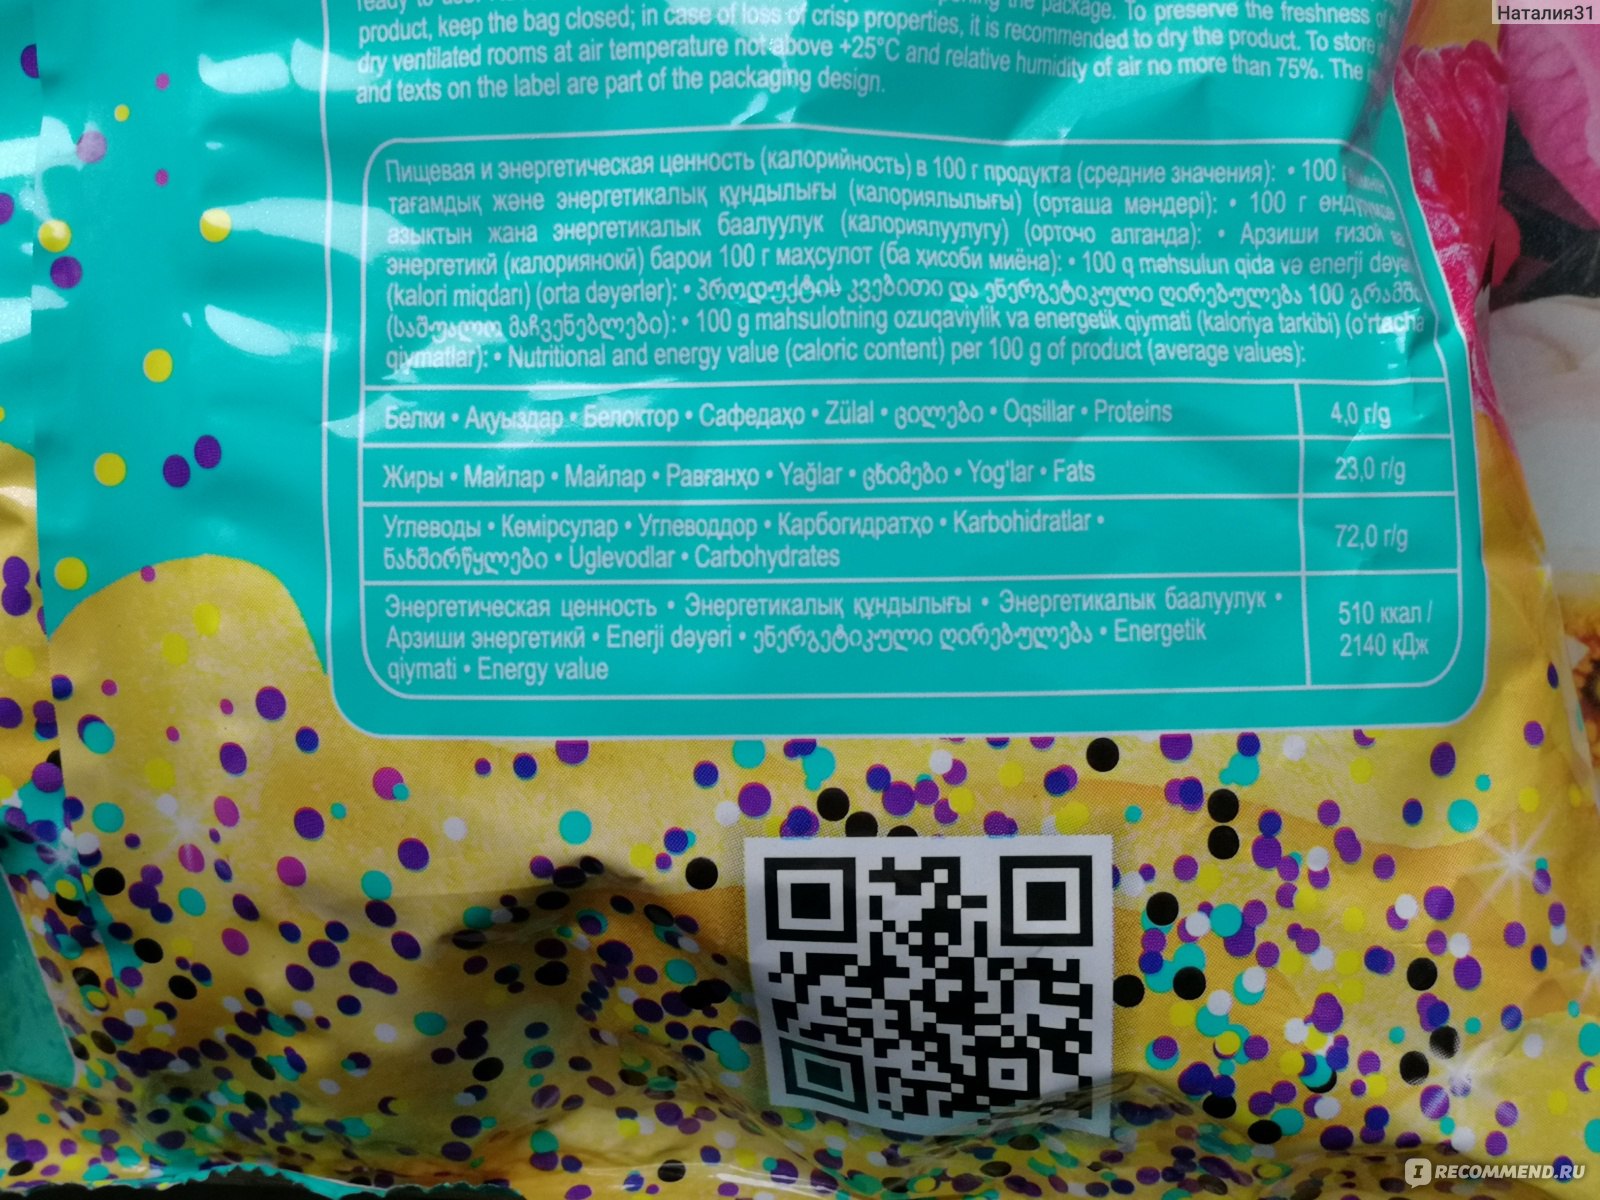 Наталия31
product, keep the bag closed; in case of loss of crisp properties, it is recommended to dry the product. To store
dry ventilated rooms at air temperature not above +25°C and relative humidity of air no more than 75%. The
and texts on the label are part of the packaging design.
Пищевая и энергетическая ценность (калорийность) в 100 г продукта (средние значения): • 100
тағамдық және энергетикалық құндылығы (калориялылығы) (орташа мәндері): • 100 г
азыктын жана энергетикалык баалуулук (калориялуулугу) (орточо алганда): • Арзиши ғизой
энергетикӣ (калориянокӣ) барои 100 г маҳсулот (ба ҳисоби миёна): • 100 q məhsulun qida və enerji
(kalori miqdarı) (orta dəyərlər): • პროდუქტის კვებითი და ენერგეტიკული ღირებულება 100
(საშუალო მაჩვენებლები): • 100 g mahsulotning ozuqaviylik va energetik qiymati (kaloriya tarkibi) (o'rtacha
qiymatlar): • Nutritional and energy value (caloric content) per 100 g of product (average values):
Белки • Ақуыздар • Белоктор • Сафедаҳо • Zülal • ცილები • Oqsillar • Proteins 4,0 г/g
Жиры • Майлар • Майлар • Равғанҳо • Yağlar • ცხიმები • Yog'lar • Fats 23,0 г/g
Углеводы • Көмірсулар • Углеводдор • Карбогидратҳо • Karbohidratlar •
ნახშირწყლები • Uglevodlar • Carbohydrates 72,0 г/g
Энергетическая ценность • Энергетикалық құндылығы • Энергетикалык баалуулук •
Арзиши энергетикӣ • Enerji dəyəri • ენერგეტიკული ღირებულება • Energetik
qiymati • Energy value
510 ккал /
2140 кДж
IRECOMMEND.RU